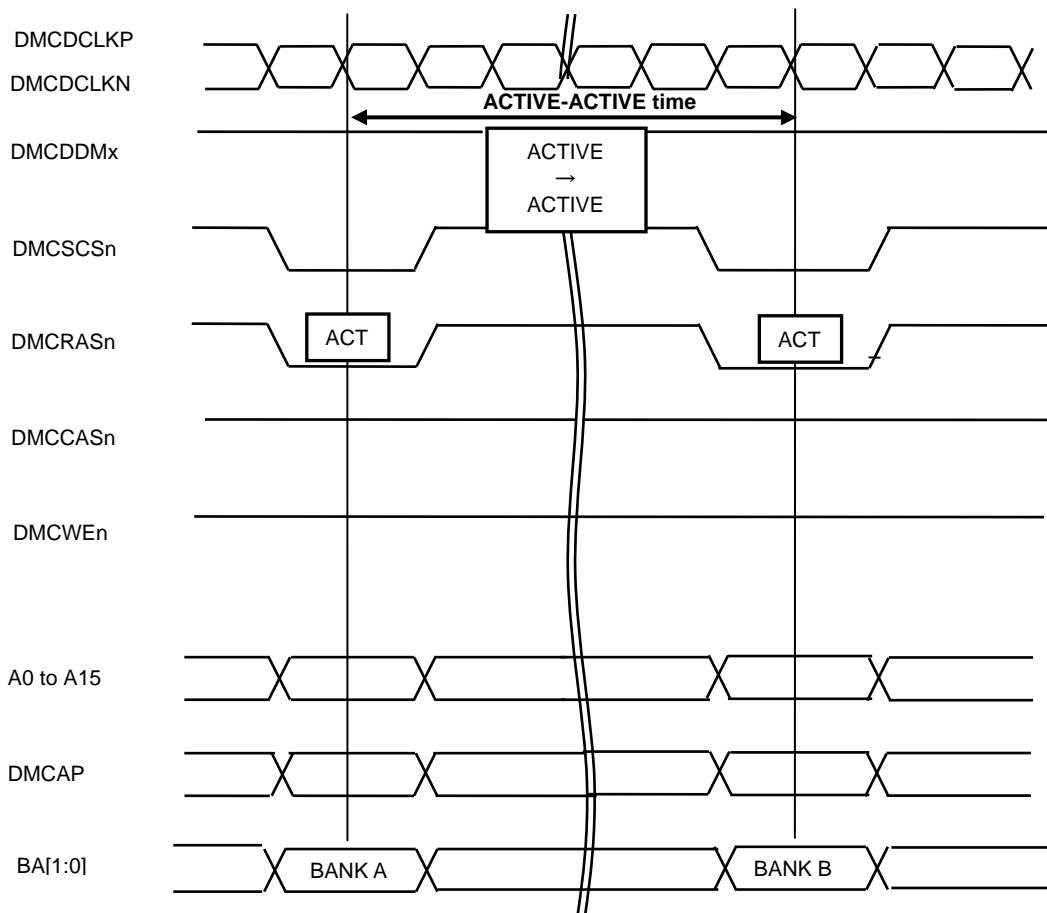 DMCDCLKP
DMCDCLKN
ACTIVE-ACTIVE time
DMCDDMx
ACTIVE
→
ACTIVE
DMCSCSn
DMCRASn
ACT
ACT
DMCCASn
DMCWEn
A0 to A15
DMCAP
BA[1:0]
BANK A
BANK B